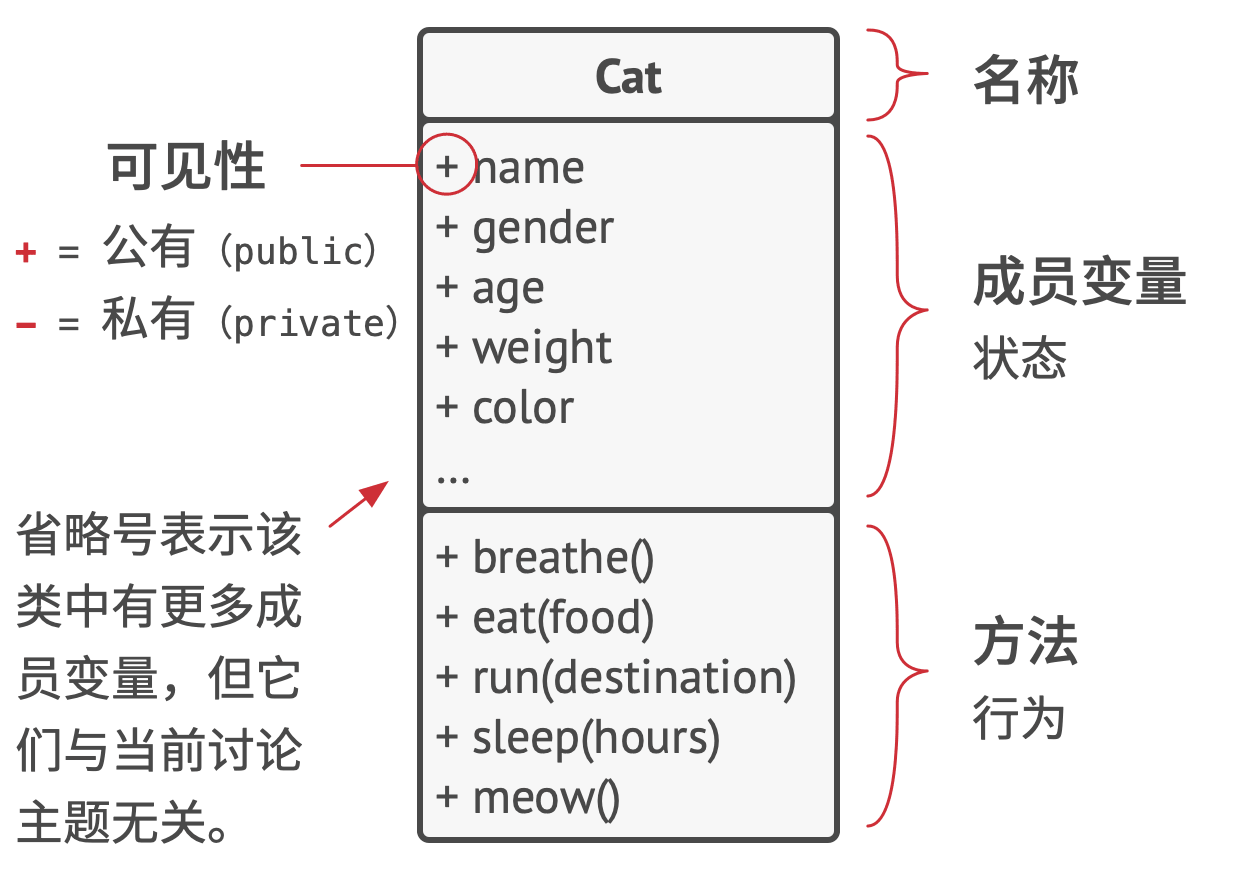 Cat
名称
可见性
+ = 公有（public）
– = 私有（private）
+ name
+ gender
+ age
+ weight
+ color
...
成员变量
状态
省略号表示该
类中有更多成
员变量，但它
们与当前讨论
主题无关。
+ breathe()
+ eat(food)
+ run(destination)
+ sleep(hours)
+ meow()
方法
行为